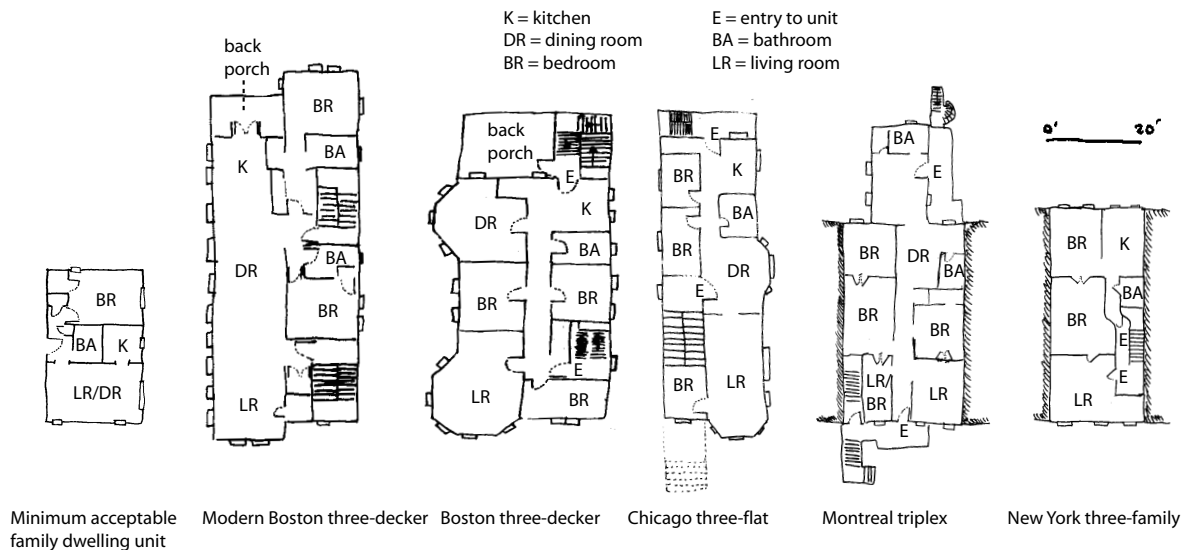 K = kitchen
E = entry to unit
DR = dining room
BA = bathroom
BR = bedroom
LR = living room
back
porch
BR
BA
K
DR
BA
BR
LR
back
porch
E
DR
K
BA
BR
BR
E
LR
BR
E
BR
K
BA
BR
DR
E
BR
LR
BA
E
BR
DR
BA
BR
BR
LR/
BR
LR
E
0' 20'
BR
K
BA
BR
E
E
LR
BR
BA
K
LR/DR
Minimum acceptable
family dwelling unit
Modern Boston three-decker
Boston three-decker
Chicago three-flat
Montreal triplex
New York three-family